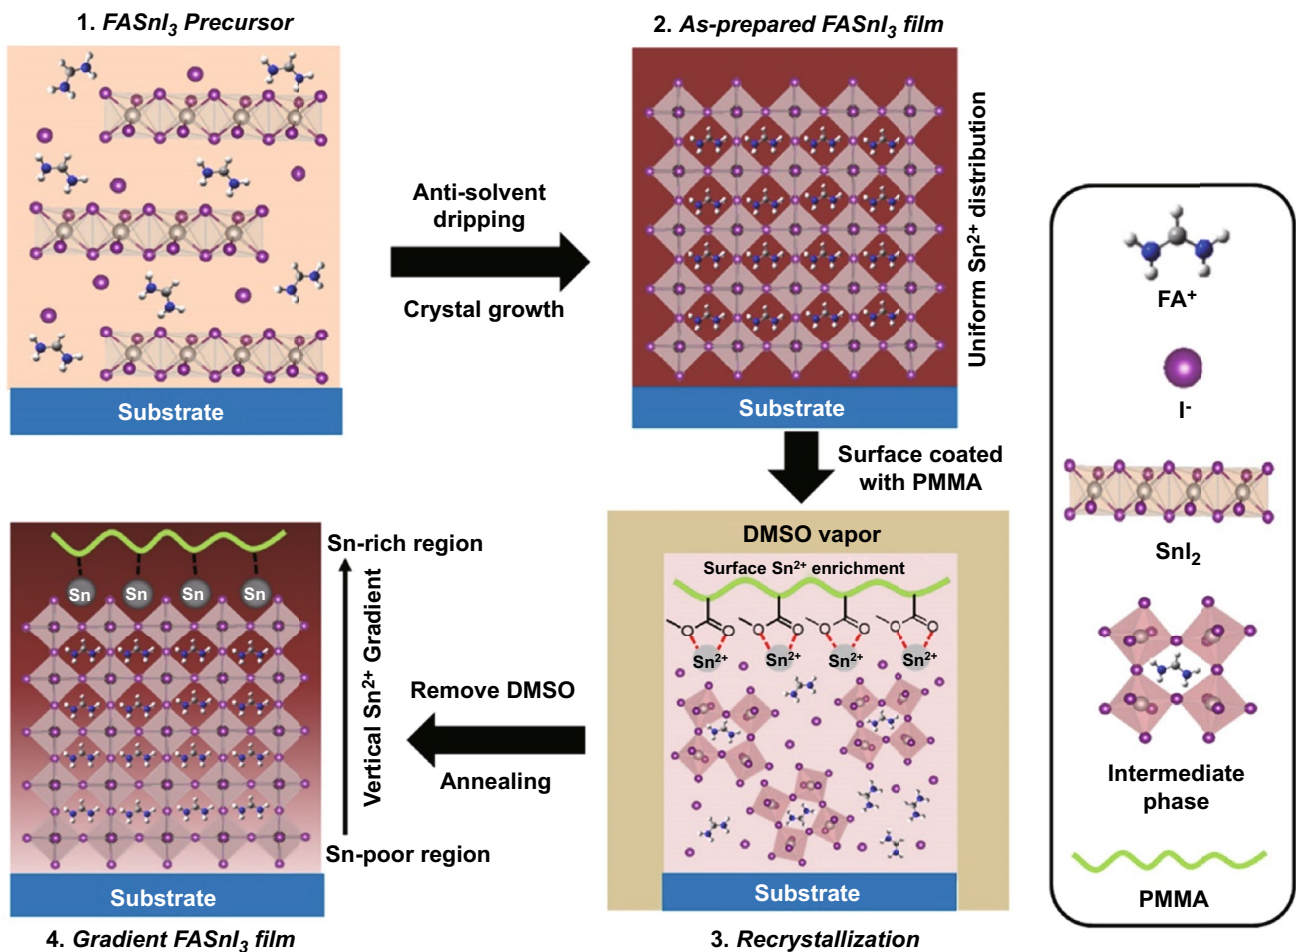 1. FASnI₃ Precursor
Substrate
Anti-solvent
dripping
Crystal growth
2. As-prepared FASnI₃ film
Uniform Sn²⁺ distribution
Substrate
Surface coated
with PMMA
DMSO vapor
Surface Sn²⁺ enrichment
O
O
O
O
O
O
O
O
Sn²⁺
Sn²⁺
Sn²⁺
Sn²⁺
Substrate
3. Recrystallization
Remove DMSO
Annealing
Sn-rich region
Vertical Sn²⁺ Gradient
Sn-poor region
Sn
Sn
Sn
Sn
Substrate
4. Gradient FASnI₃ film
FA⁺
I⁻
SnI₂
Intermediate
phase
PMMA